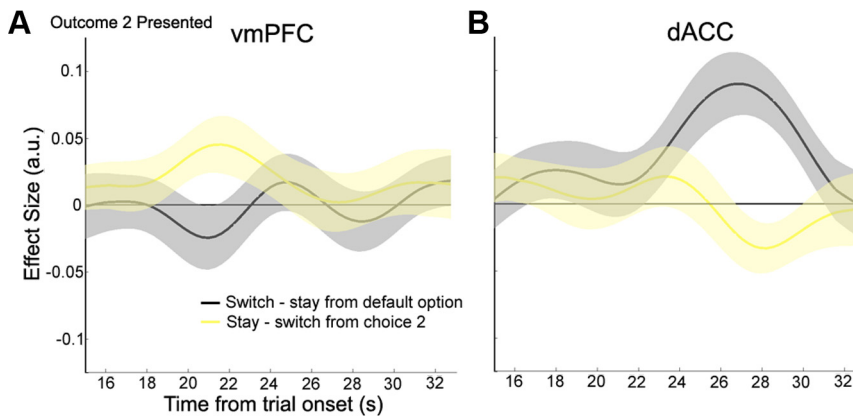 A Outcome 2 Presented
vmPFC
B
dACC
0.1
0.05
0
-0.05
-0.1
Effect Size (a.u.)
Switch - stay from default option
Stay - switch from choice 2
16 18 20 22 24 26 28 30 32
16 18 20 22 24 26 28 30 32
Time from trial onset (s)